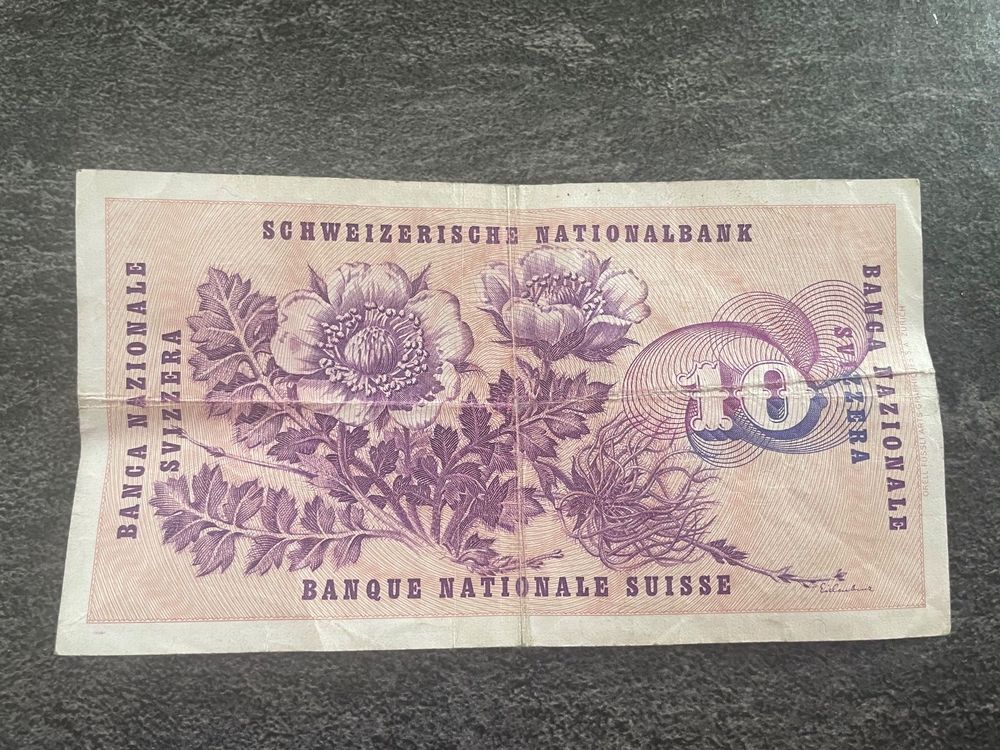 SCHWEIZERISCHE NATIONALBANK
BANCA NAZIONALE
SVIZZERA
10
BANCA NAZIONALE
SVIZZERA
BANQUE NATIONALE SUISSE